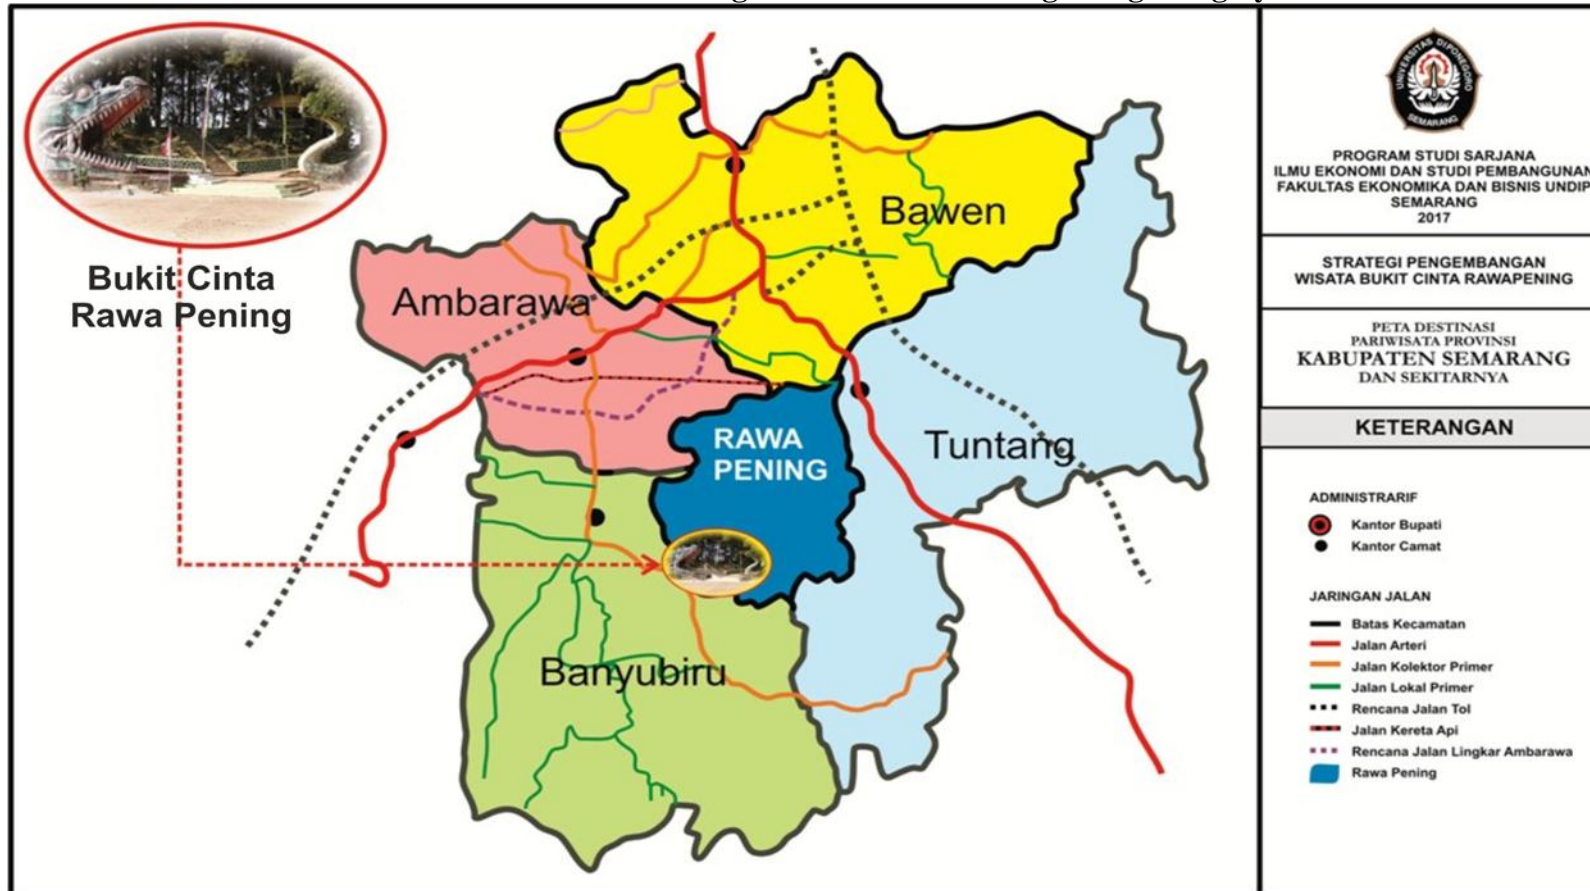 Bukit Cinta
Rawa Pening
Ambarawa
Bawen
RAWA
PENING
Tuntang
Banyubiru
UNIVERSITAS DIPONEGORO
SEMARANG
PROGRAM STUDI SARJANA
ILMU EKONOMI DAN STUDI PEMBANGUNAN
FAKULTAS EKONOMIKA DAN BISNIS UNDIP
SEMARANG
2017
STRATEGI PENGEMBANGAN
WISATA BUKIT CINTA RAWAPENING
PETA DESTINASI
PARIWISATA PROVINSI
KABUPATEN SEMARANG
DAN SEKITARNYA
KETERANGAN
ADMINISTRARIF
Kantor Bupati
Kantor Camat
JARINGAN JALAN
Batas Kecamatan
Jalan Arteri
Jalan Kolektor Primer
Jalan Lokal Primer
Rencana Jalan Tol
Jalan Kereta Api
Rencana Jalan Lingkar Ambarawa
Rawa Pening